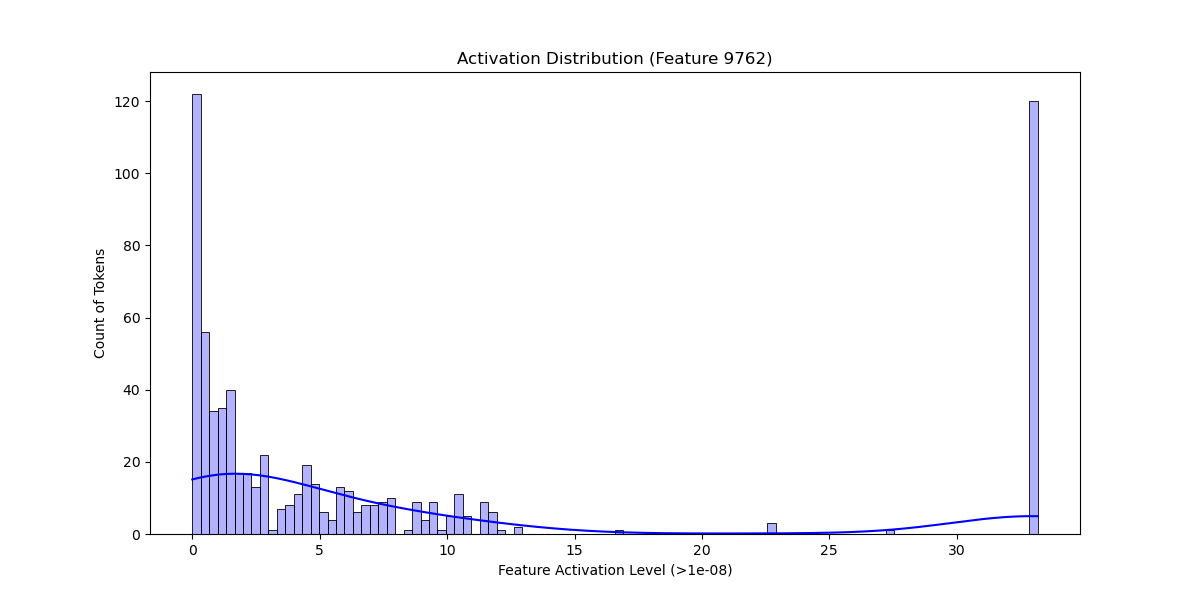 Activation Distribution (Feature 9762)
Count of Tokens
120
100
80
60
40
20
0
0 5 10 15 20 25 30
Feature Activation Level (>1e-08)